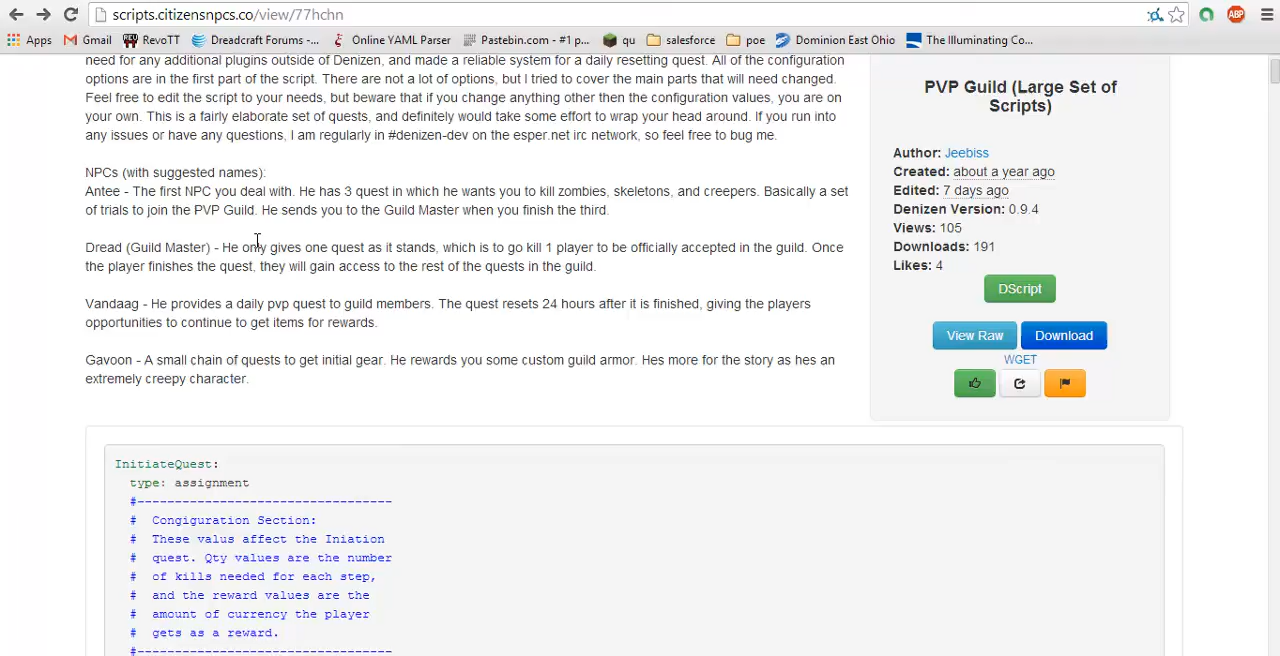 scripts.citizensnpcs.co/view/77hchn
ABP
Apps Gmail RevoTT Dreadcraft Forums -... Online YAML Parser Pastebin.com - #1 p... qu salesforce poe Dominion East Ohio The Illuminating Co...
need for any additional plugins outside of Denizen, and made a reliable system for a daily resetting quest. All of the configuration
options are in the first part of the script. There are not a lot of options, but I tried to cover the main parts that will need changed.
Feel free to edit the script to your needs, but beware that if you change anything other then the configuration values, you are on
your own. This is a fairly elaborate set of quests, and definitely would take some effort to wrap your head around. If you run into
any issues or have any questions, I am regularly in #denizen-dev on the esper.net irc network, so feel free to bug me.
NPCs (with suggested names):
Antee - The first NPC you deal with. He has 3 quest in which he wants you to kill zombies, skeletons, and creepers. Basically a set
of trials to join the PVP Guild. He sends you to the Guild Master when you finish the third.
Dread (Guild Master) - He only gives one quest as it stands, which is to go kill 1 player to be officially accepted in the guild. Once
the player finishes the quest, they will gain access to the rest of the quests in the guild.
Vandaag - He provides a daily pvp quest to guild members. The quest resets 24 hours after it is finished, giving the players
opportunities to continue to get items for rewards.
Gavoon - A small chain of quests to get initial gear. He rewards you some custom guild armor. Hes more for the story as hes an
extremely creepy character.
PVP Guild (Large Set of
Scripts)
Author: Jeebiss
Created: about a year ago
Edited: 7 days ago
Denizen Version: 0.9.4
Views: 105
Downloads: 191
Likes: 4
DScript
View Raw Download
WGET
InitiateQuest:
type: assignment
#----------------------------------
# Congiguration Section:
# These valus affect the Iniation
# quest. Qty values are the number
# of kills needed for each step,
# and the reward values are the
# amount of currency the player
# gets as a reward.
#----------------------------------